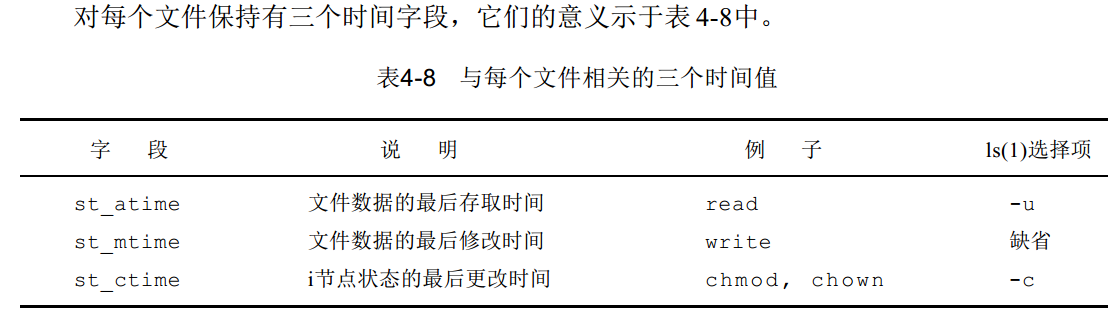 对每个文件保持有三个时间字段，它们的意义示于表4-8中。
表4-8 与每个文件相关的三个时间值
字 段 说 明 例 子 ls(1)选择项
st_atime 文件数据的最后存取时间 read -u
st_mtime 文件数据的最后修改时间 write 缺省
st_ctime i节点状态的最后更改时间 chmod, chown -c